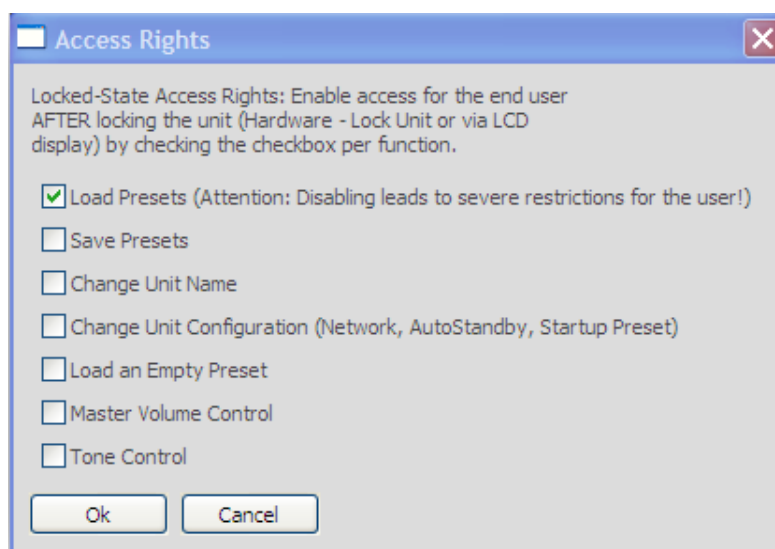 Access Rights
Locked-State Access Rights: Enable access for the end user
AFTER locking the unit (Hardware - Lock Unit or via LCD
display) by checking the checkbox per function.
Load Presets (Attention: Disabling leads to severe restrictions for the user!)
Save Presets
Change Unit Name
Change Unit Configuration (Network, AutoStandby, Startup Preset)
Load an Empty Preset
Master Volume Control
Tone Control
Ok Cancel